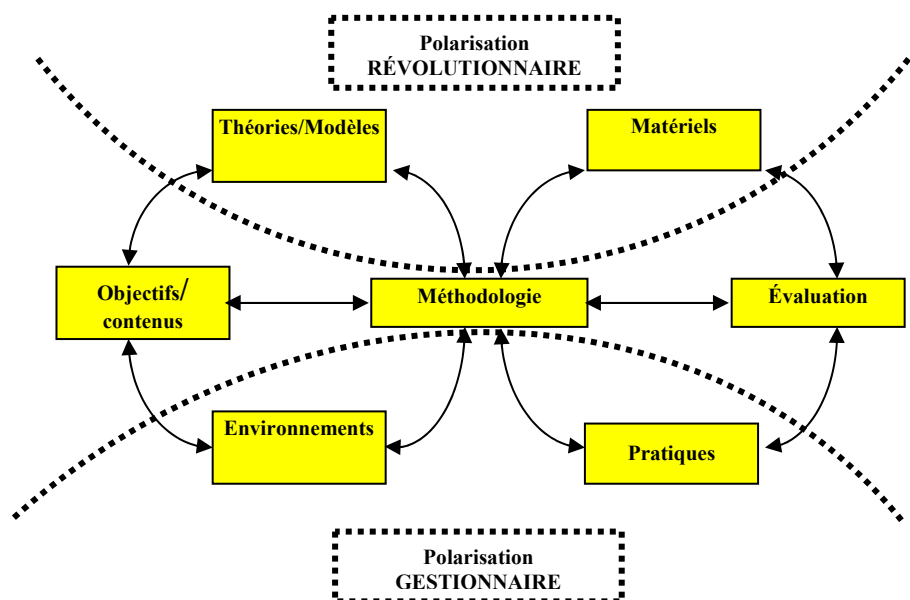 Polarisation
RÉVOLUTIONNAIRE
Théories/Modèles
Matériels
Objectifs/
contenus
Méthodologie
Évaluation
Environnements
Pratiques
Polarisation
GESTIONNAIRE